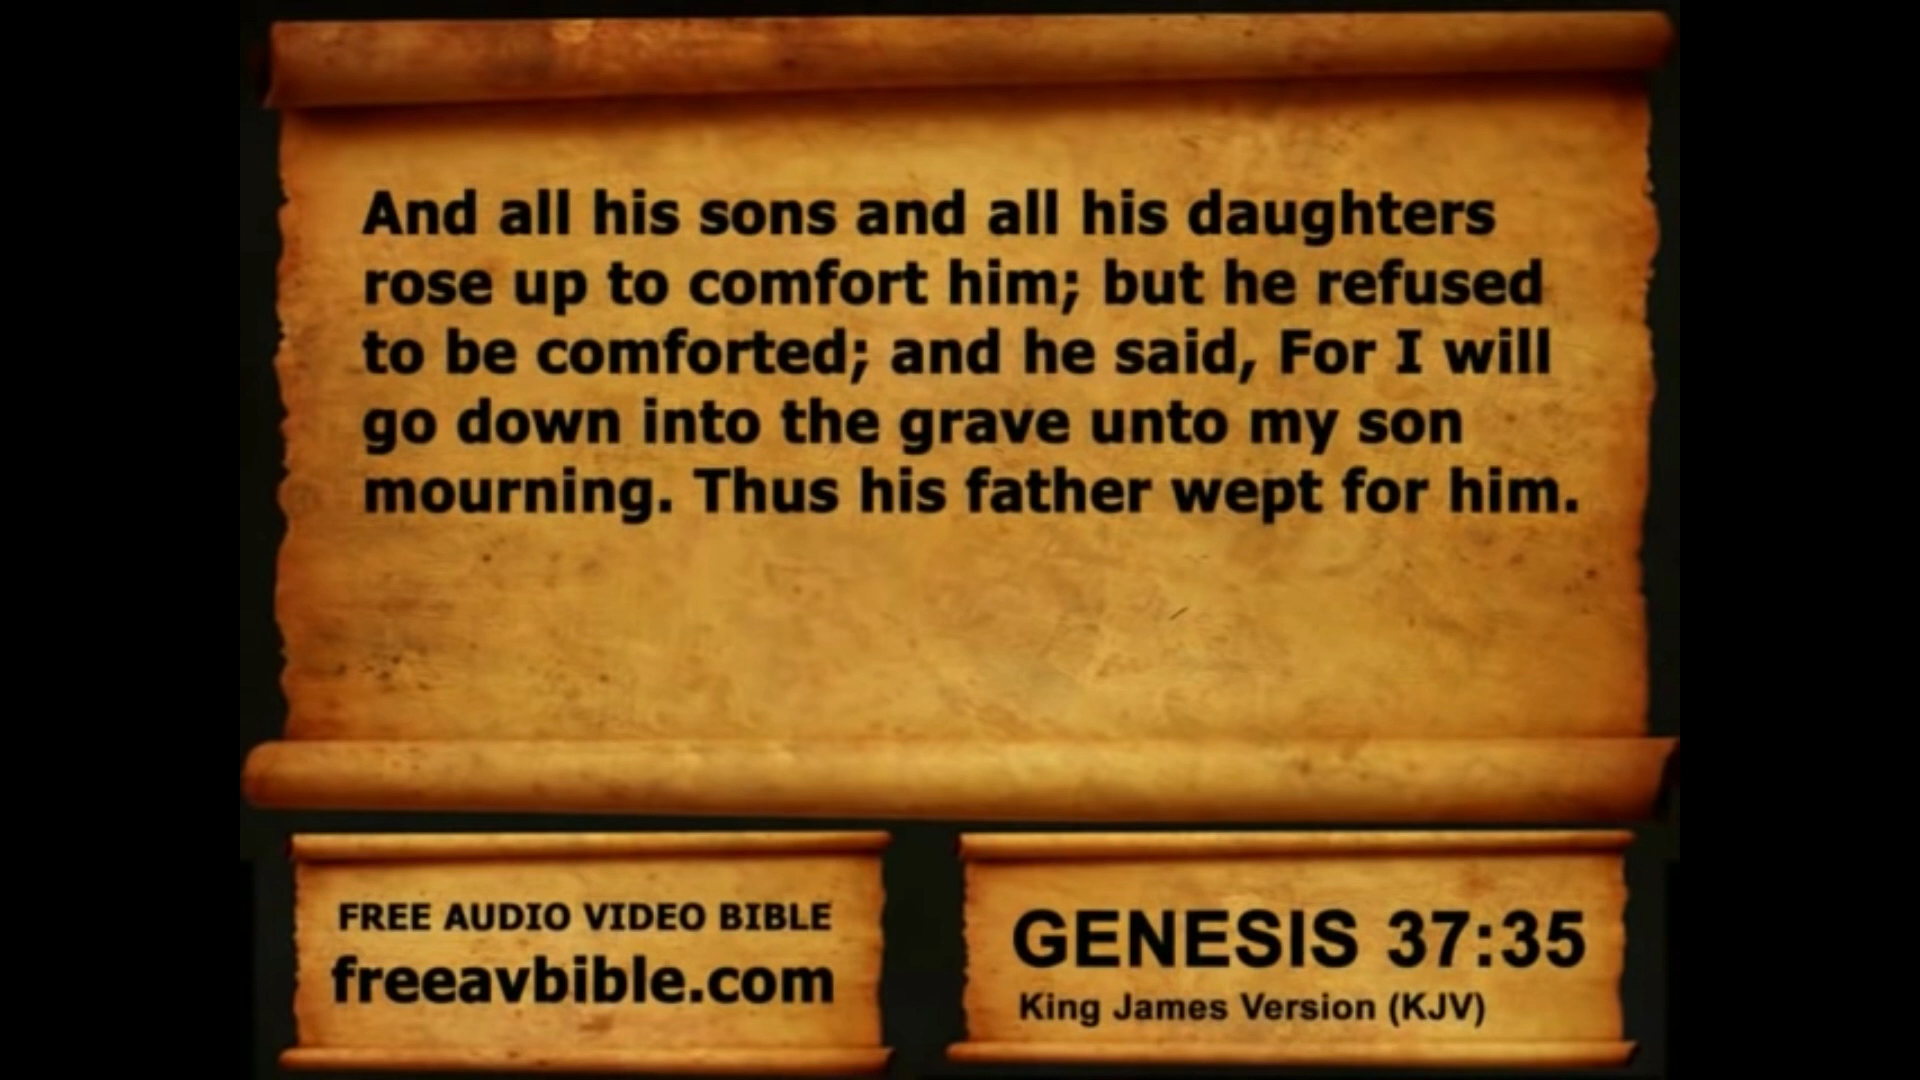 And all his sons and all his daughters
rose up to comfort him; but he refused
to be comforted; and he said, For I will
go down into the grave unto my son
mourning. Thus his father wept for him.
FREE AUDIO VIDEO BIBLE
freeavbible.com
GENESIS 37:35
King James Version (KJV)